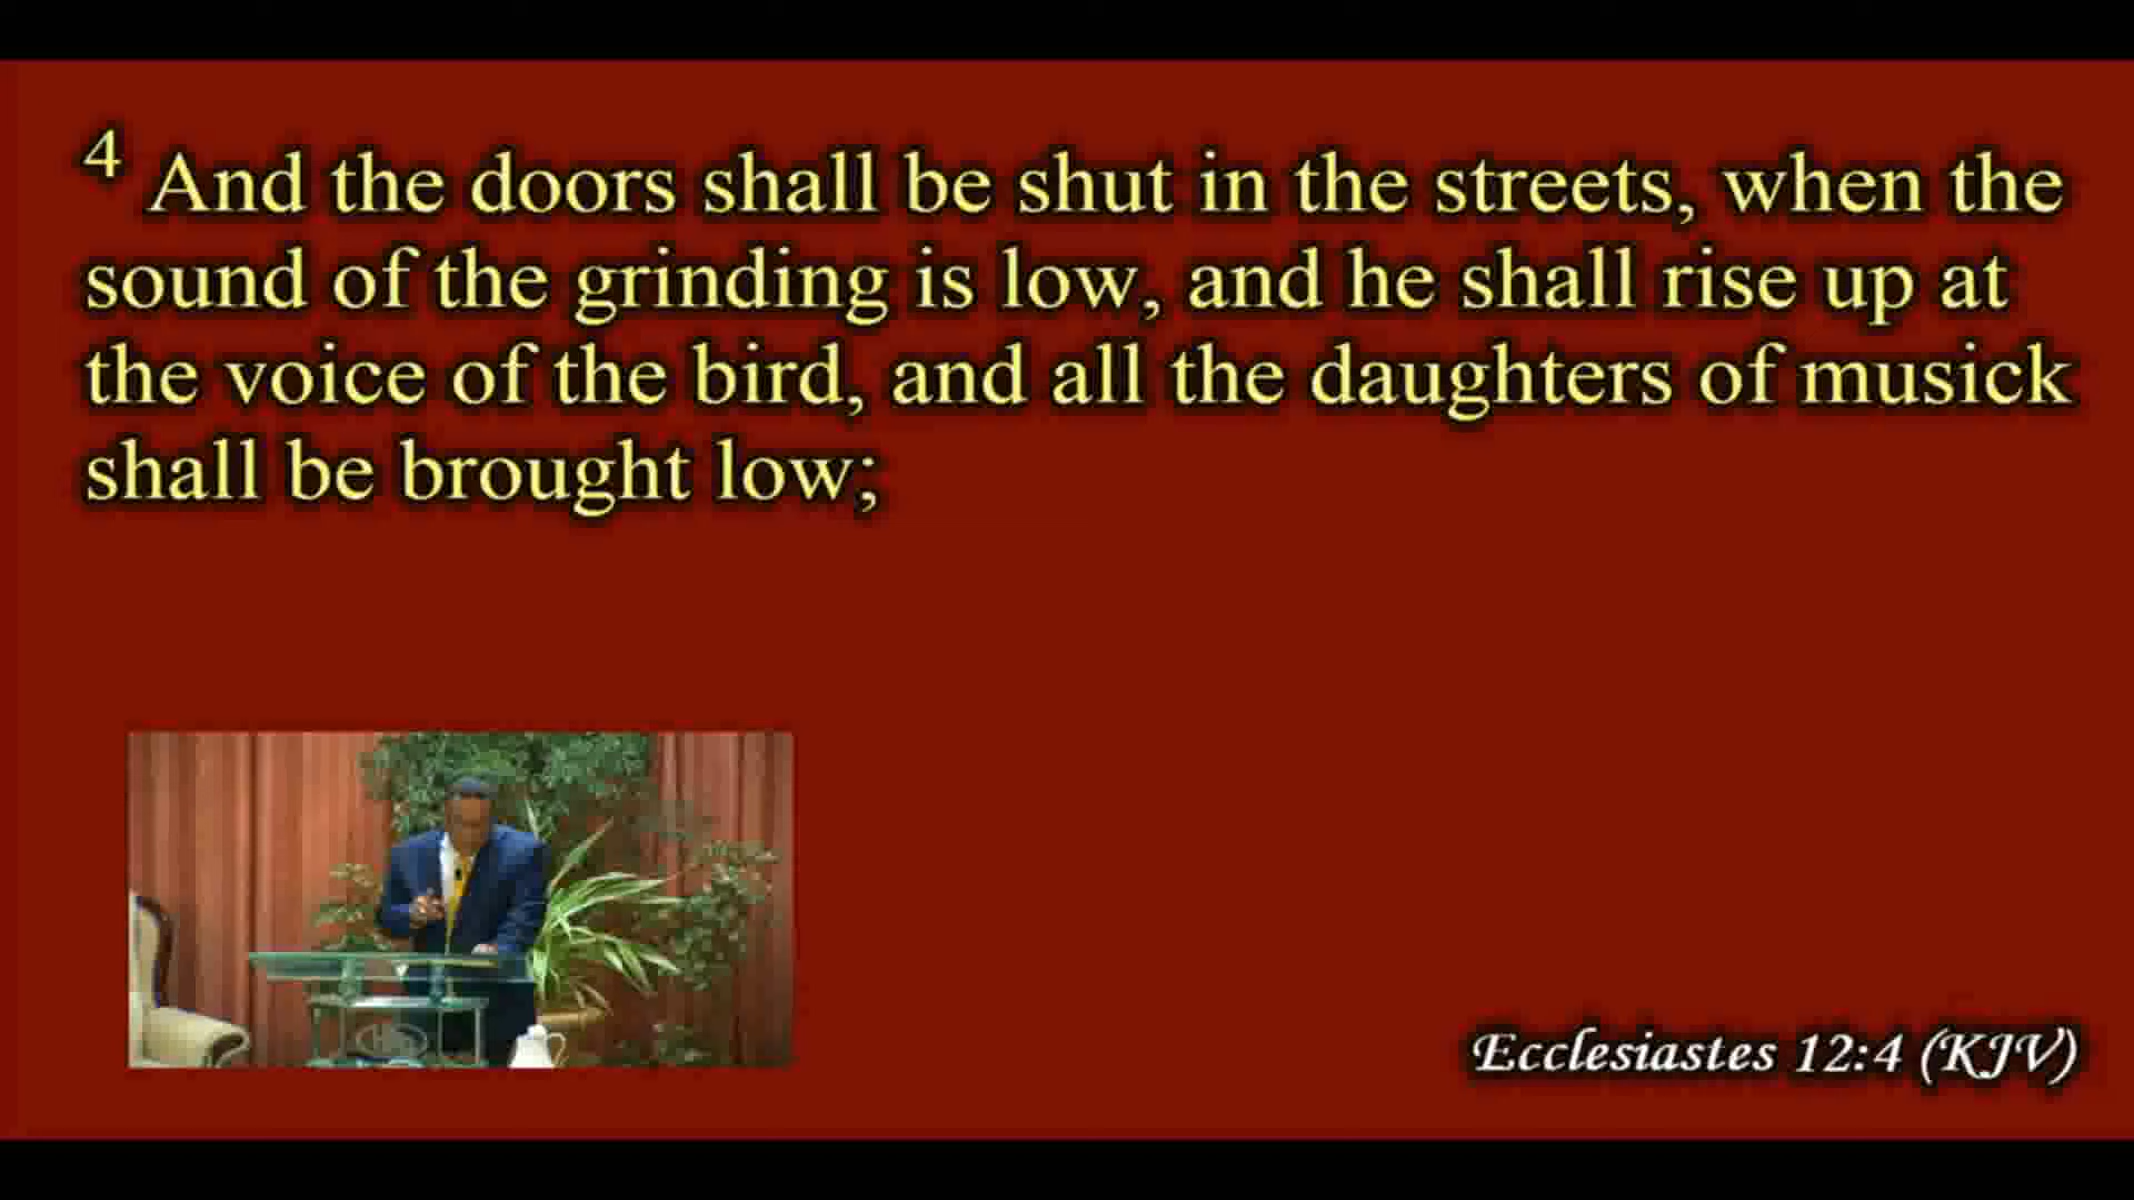 4 And the doors shall be shut in the streets, when the
sound of the grinding is low, and he shall rise up at
the voice of the bird, and all the daughters of musick
shall be brought low;
Ecclesiastes 12:4 (KJV)